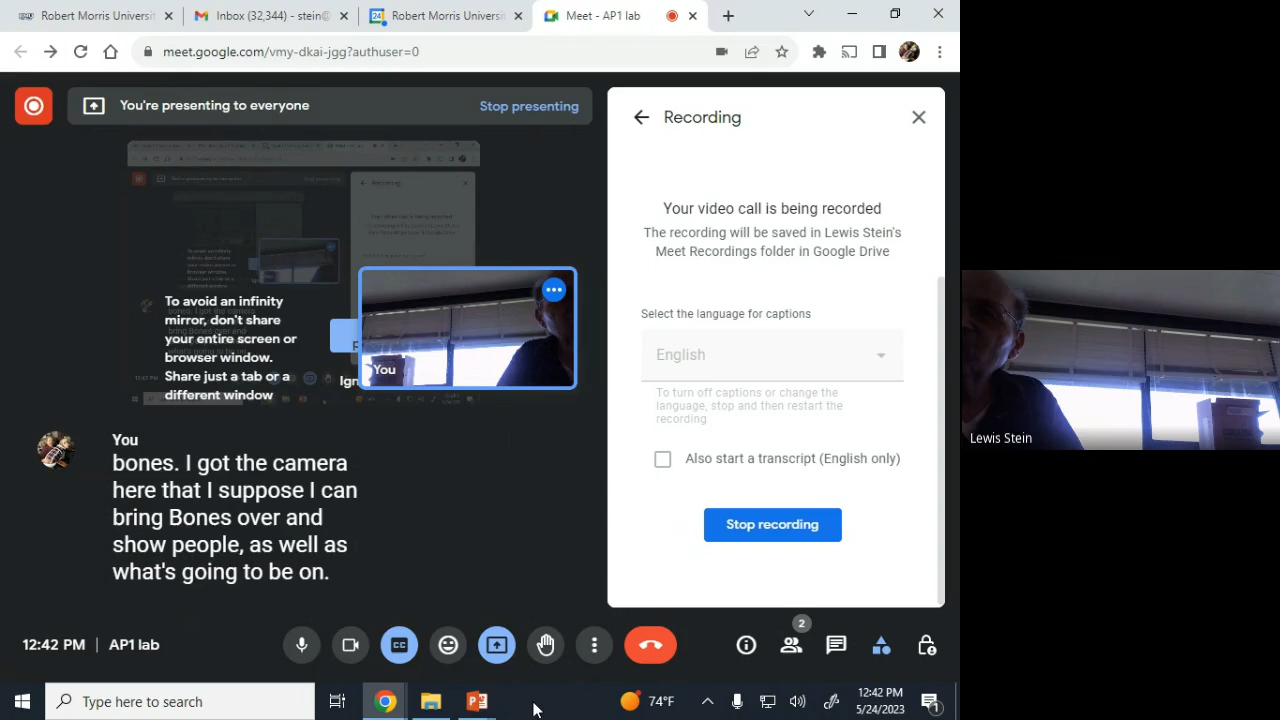 Robert Morris Universit
Inbox (32,344) - stein@
24
Robert Morris Universi
Meet - AP1 lab
meet.google.com/vmy-dkai-jgg?authuser=0
You're presenting to everyone
Stop presenting
Recording
Your video call is being recorded
The recording will be saved in Lewis Stein's
Meet Recordings folder in Google Drive
Select the language for captions
English
To turn off captions or change the
language, stop and then restart the
recording
Also start a transcript (English only)
Stop recording
To avoid an infinity
mirror, don't share
your entire screen or
browser window.
Share just a tab or a
different window
Ign
You
You
bones. I got the camera
here that I suppose I can
bring Bones over and
show people, as well as
what's going to be on.
Lewis Stein
12:42 PM | AP1 lab
CC
2
Type here to search
74°F
12:42 PM
5/24/2023
1